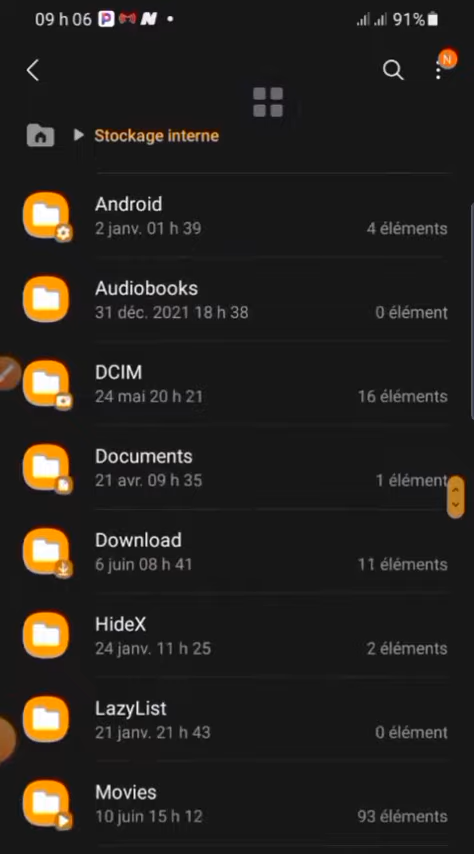 09 h 06 P N • 91%
N
Stockage interne
Android
2 janv. 01 h 39 4 éléments
Audiobooks
31 déc. 2021 18 h 38 0 élément
DCIM
24 mai 20 h 21 16 éléments
Documents
21 avr. 09 h 35 1 élément
Download
6 juin 08 h 41 11 éléments
HideX
24 janv. 11 h 25 2 éléments
LazyList
21 janv. 21 h 43 0 élément
Movies
10 juin 15 h 12 93 éléments